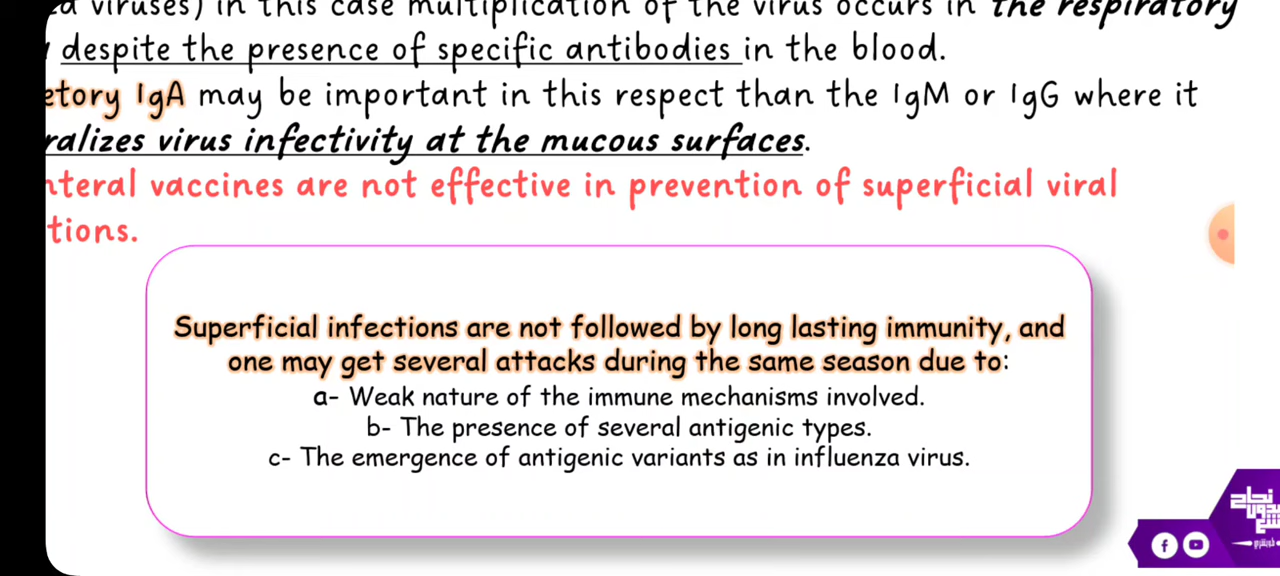 viruses) in this case multiplication of the virus occurs in the respiratory
despite the presence of specific antibodies in the blood.
etory IgA may be important in this respect than the IgM or IgG where it
ralizes virus infectivity at the mucous surfaces.
nteral vaccines are not effective in prevention of superficial viral
tions.
Superficial infections are not followed by long lasting immunity, and
one may get several attacks during the same season due to:
a- Weak nature of the immune mechanisms involved.
b- The presence of several antigenic types.
c- The emergence of antigenic variants as in influenza virus.